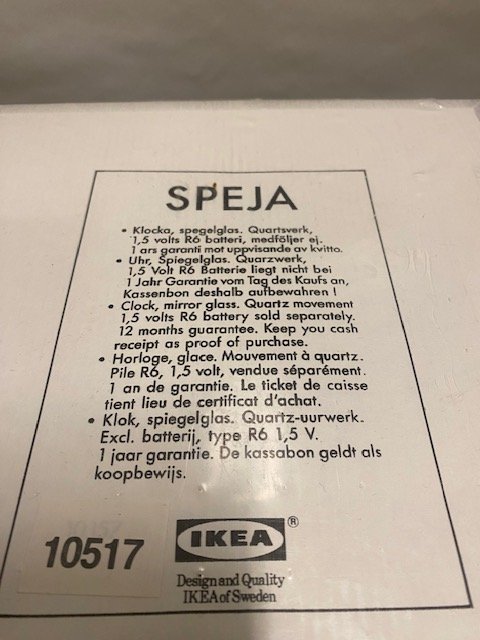 SPEJA
• Klocka, spegelglas. Quartsverk,
1,5 volts R6 batteri, medföljer ej.
1 ars garanti mot uppvisande av kvitto.
• Uhr, Spiegelglas. Quarzwerk,
1,5 Volt R6 Batterie liegt nicht bei
1 Jahr Garantie vom Tag des Kaufs an,
Kassenbon deshalb aufbewahren !
• Clock, mirror glass. Quartz movement
1,5 volts R6 battery sold separately.
12 months guarantee. Keep you cash
receipt as proof of purchase.
• Horloge, glace. Mouvement à quartz.
Pile R6, 1,5 volt, vendue séparément.
1 an de garantie. Le ticket de caisse
tient lieu de certificat d'achat.
• Klok, spiegelglas. Quartz-uurwerk.
Excl. batterij, type R6 1,5 V.
1 jaar garantie. De kassabon geldt als
koopbewijs.
10517
IKEA®
Design and Quality
IKEA of Sweden